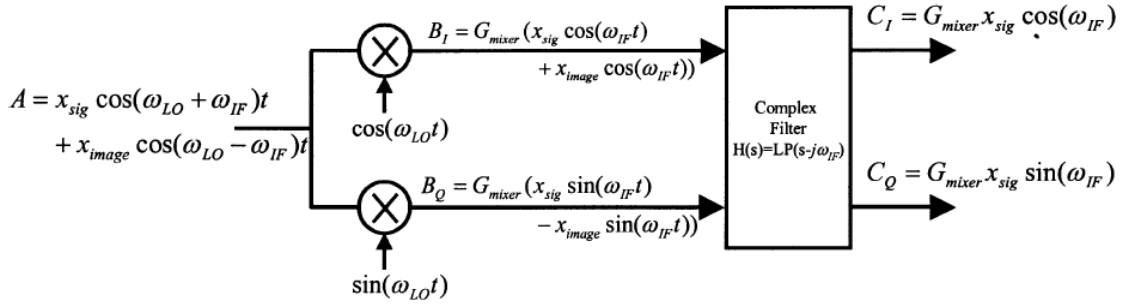 A = x_sig cos(ω_LO + ω_IF)t
+ x_image cos(ω_LO − ω_IF)t
cos(ω_LO t)
sin(ω_LO t)
B_I = G_mixer(x_sig cos(ω_IF t)
+ x_image cos(ω_IF t))
B_Q = G_mixer(x_sig sin(ω_IF t)
− x_image sin(ω_IF t))
Complex
Filter
H(s)=LP(s-jω_IF)
C_I = G_mixer x_sig cos(ω_IF)
C_Q = G_mixer x_sig sin(ω_IF)